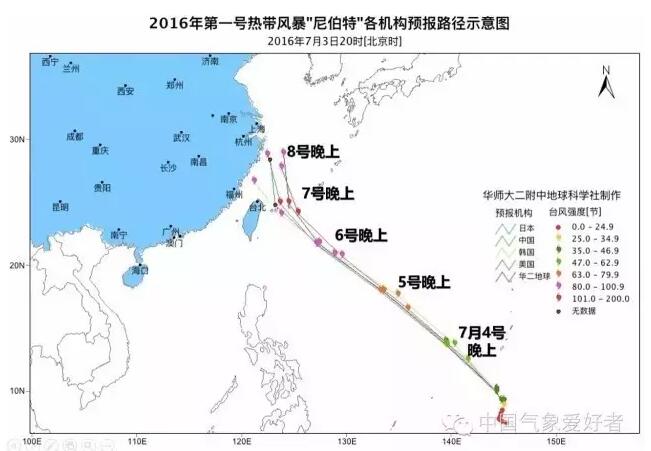 2016年第一号热带风暴"尼伯特"各机构预报路径示意图
2016年7月3日20时[北京时]
西宁
兰州
济南
西安
郑州
南京
上海
成都
武汉
杭州
重庆
南昌
长沙
贵阳
福州
昆明
台北
广州
南宁
澳门
海口
N
30N
20N
10N
100E
110E
120E
130E
140E
150E
8号晚上
7号晚上
6号晚上
5号晚上
7月4号
晚上
华师大二附中地球科学社制作
预报机构
日本
中国
韩国
美国
华二地球
台风强度[节]
0.0 - 24.9
25.0 - 34.9
35.0 - 46.9
47.0 - 62.9
63.0 - 79.9
80.0 - 100.9
101.0 - 200.0
无数据
中国气象爱好者